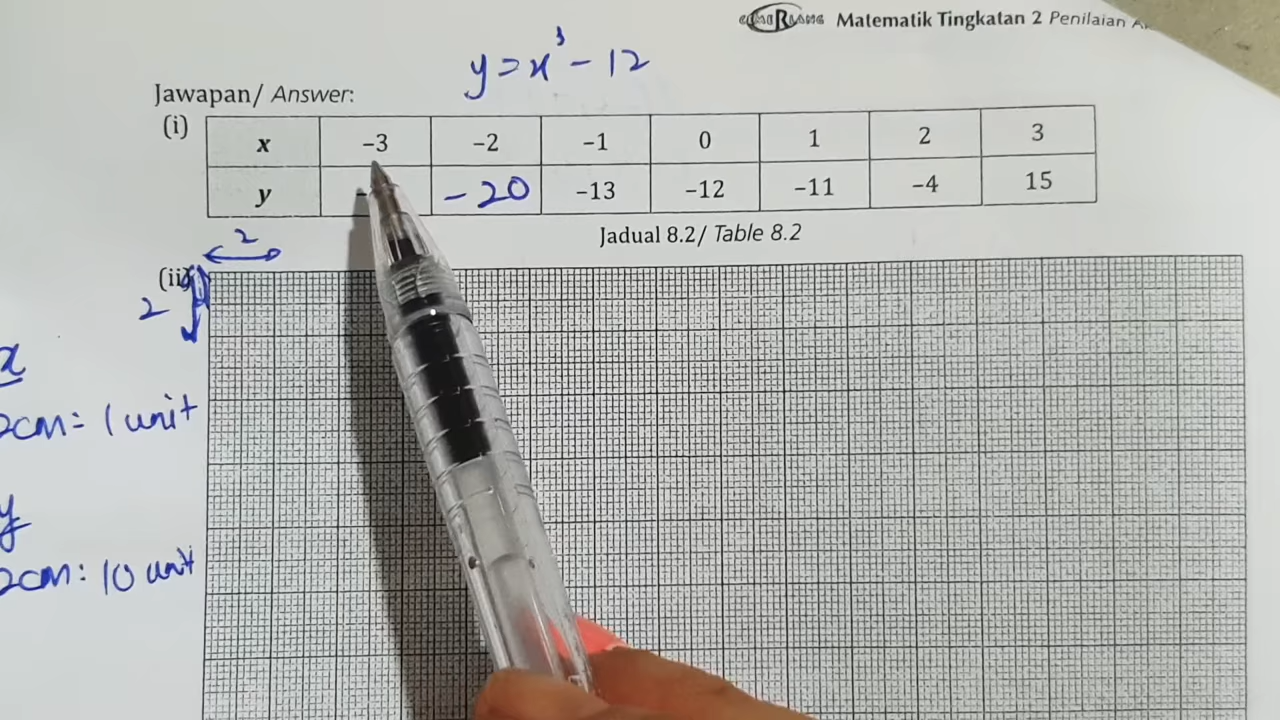 Matematik Tingkatan 2 Penilaian
y = x³ - 12
Jawapan/ Answer:
(i)
x -3 -2 -1 0 1 2 3
y -20 -13 -12 -11 -4 15
Jadual 8.2/ Table 8.2
2
(ii)
2
x
2cm = 1 unit
y
2cm : 10 unit